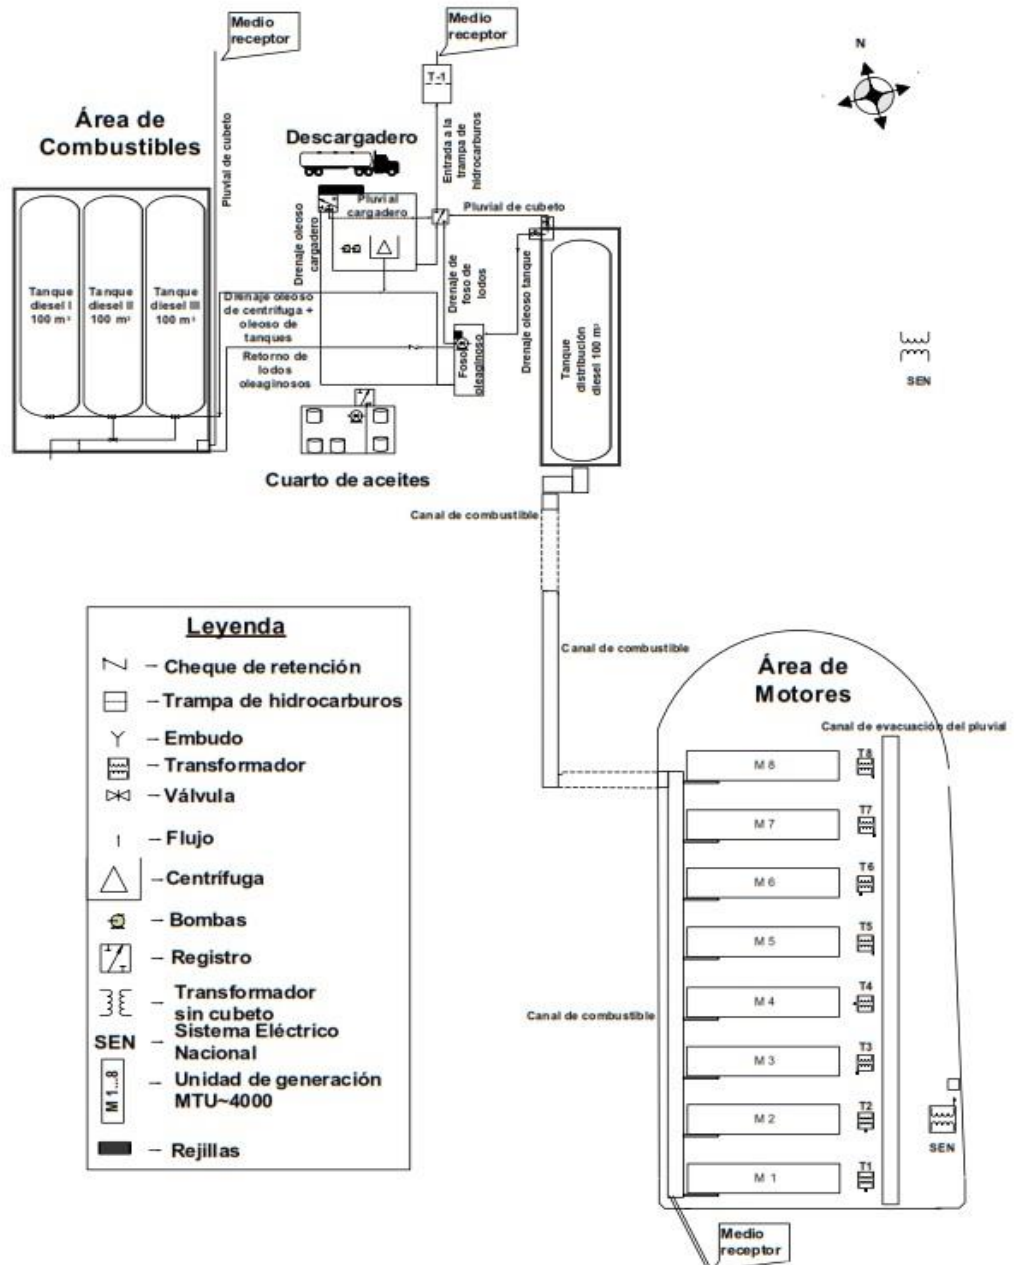 Medio
receptor
Medio
receptor
N
T-1
Área de
Combustibles
Pluvial de cubeto
Descargadero
Entrada a la
trampa de
hidrocarburos
Pluvial
cargadero
Pluvial de cubeto
Drenaje oleoso
cargadero
Drenaje de
foso de
lodos
Drenaje oleoso tanque
Tanque
diesel I
100 m³
Tanque
diesel II
100 m³
Tanque
diesel III
100 m³
Drenaje oleoso
de centrífuga +
oleoso de
tanques
Retorno de
lodos
oleaginosos
Foso
oleaginoso
Tanque
distribución
diesel 100 m³
SEN
Cuarto de aceites
Canal de combustible
Leyenda
– Cheque de retención
– Trampa de hidrocarburos
– Embudo
– Transformador
– Válvula
– Flujo
– Centrífuga
– Bombas
– Registro
– Transformador
sin cubeto
SEN – Sistema Eléctrico
Nacional
M 1...8 – Unidad de generación
MTU~4000
– Rejillas
Canal de combustible
Área de
Motores
Canal de evacuación del pluvial
M 8
T8
M 7
T7
M 6
T6
M 5
T5
M 4
T4
Canal de combustible
M 3
T3
M 2
T2
SEN
M 1
T1
Medio
receptor